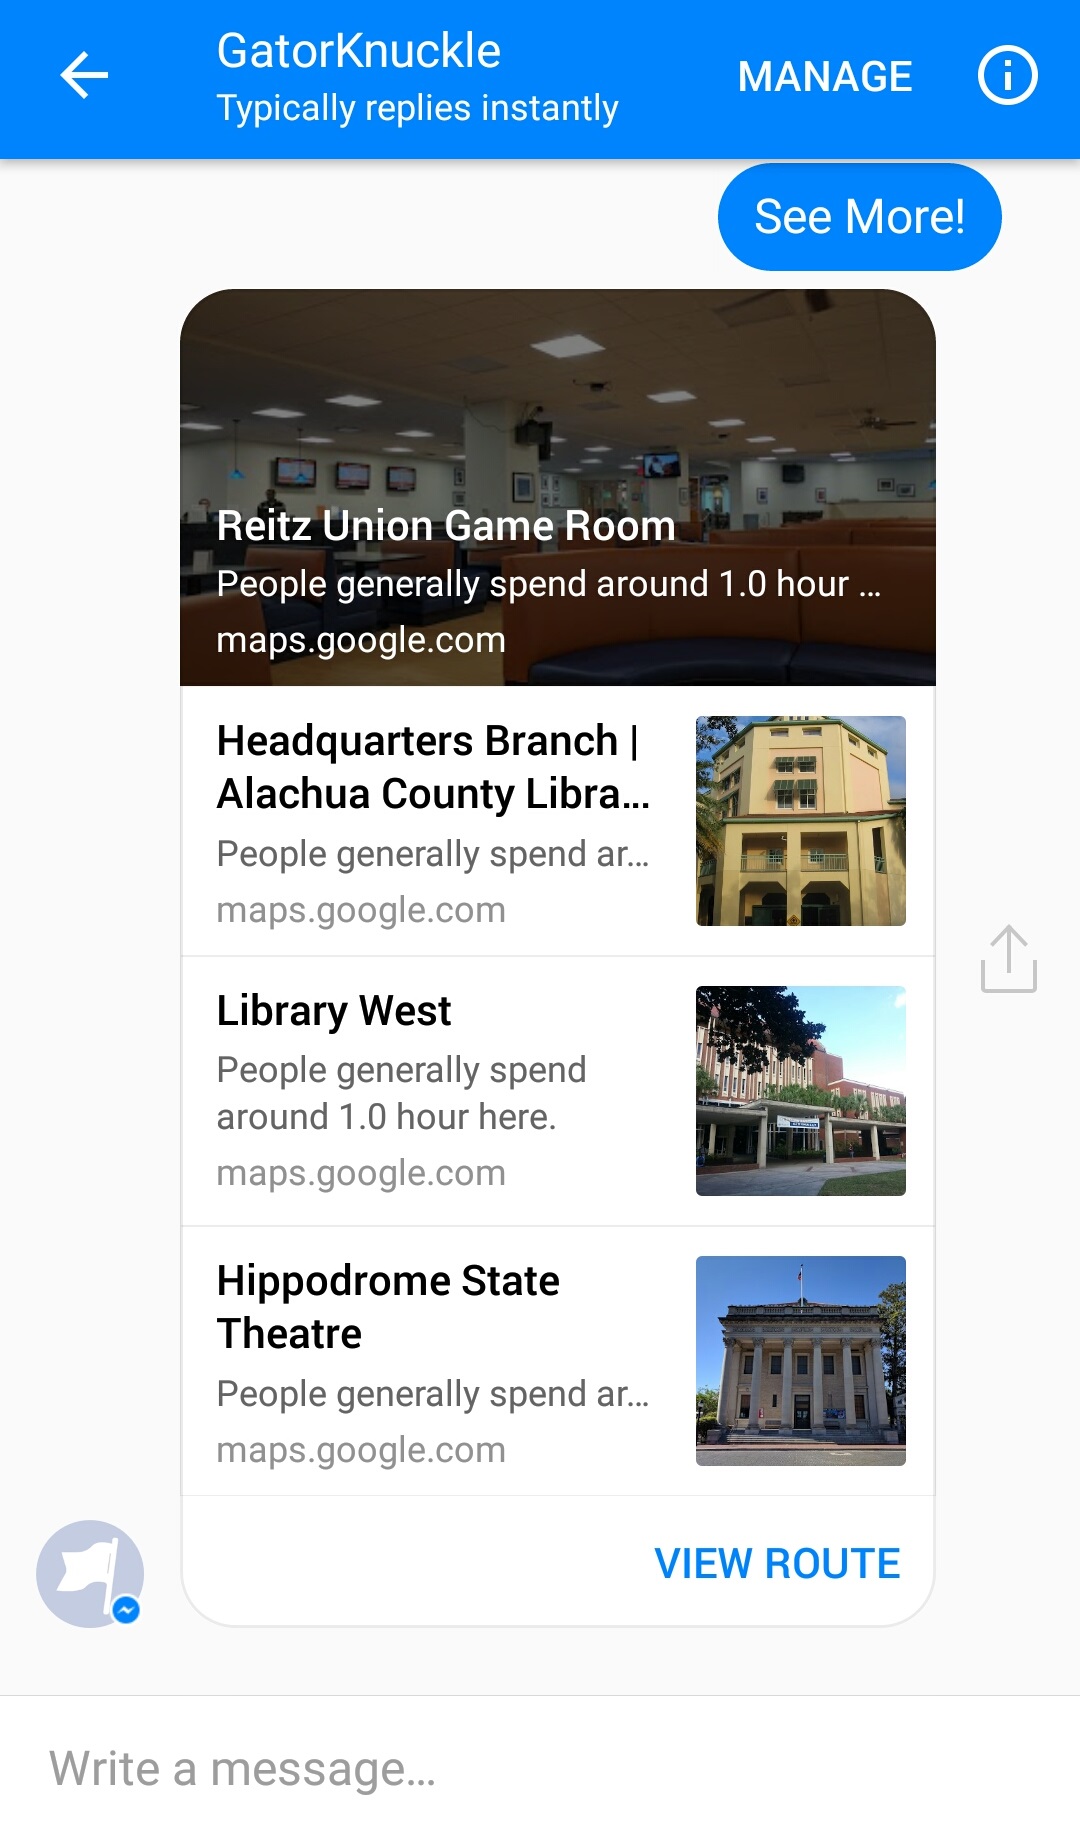 GatorKnuckle
Typically replies instantly
MANAGE
See More!
Reitz Union Game Room
People generally spend around 1.0 hour ...
maps.google.com
Headquarters Branch |
Alachua County Libra...
People generally spend ar...
maps.google.com
Library West
People generally spend
around 1.0 hour here.
maps.google.com
Hippodrome State
Theatre
People generally spend ar...
maps.google.com
VIEW ROUTE
Write a message...